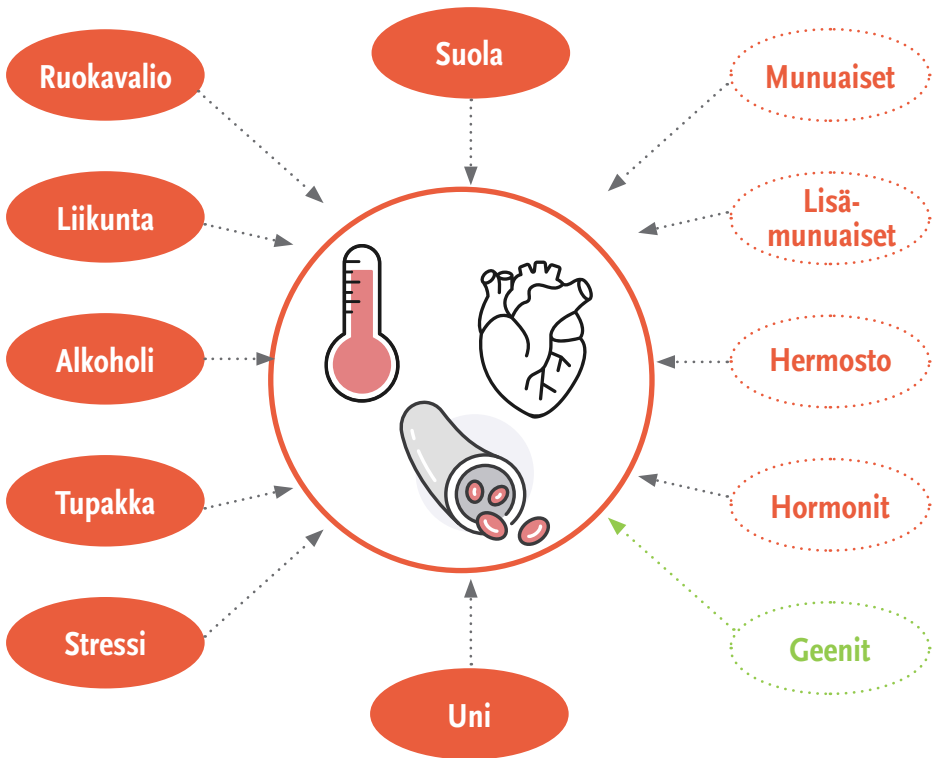 Suola
Ruokavalio
Munuaiset
Liikunta
Lisä-
munuaiset
Alkoholi
Hermosto
Tupakka
Hormonit
Stressi
Geenit
Uni